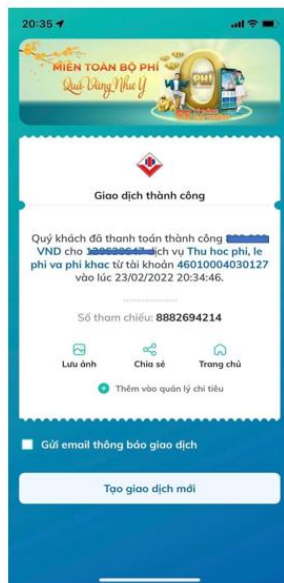 20:35
MIỄN TOÀN BỘ PHÍ
Quà Vàng Như Ý
PHÍ
Giao dịch thành công
Quý khách đã thanh toán thành công
VND cho dịch vụ Thu hoc phi, le
phi va phi khac từ tài khoản 46010004030127
vào lúc 23/02/2022 20:34:46.
Số tham chiếu: 8882694214
Lưu ảnh
Chia sẻ
Trang chủ
Thêm vào quản lý chi tiêu
Gửi email thông báo giao dịch
Tạo giao dịch mới